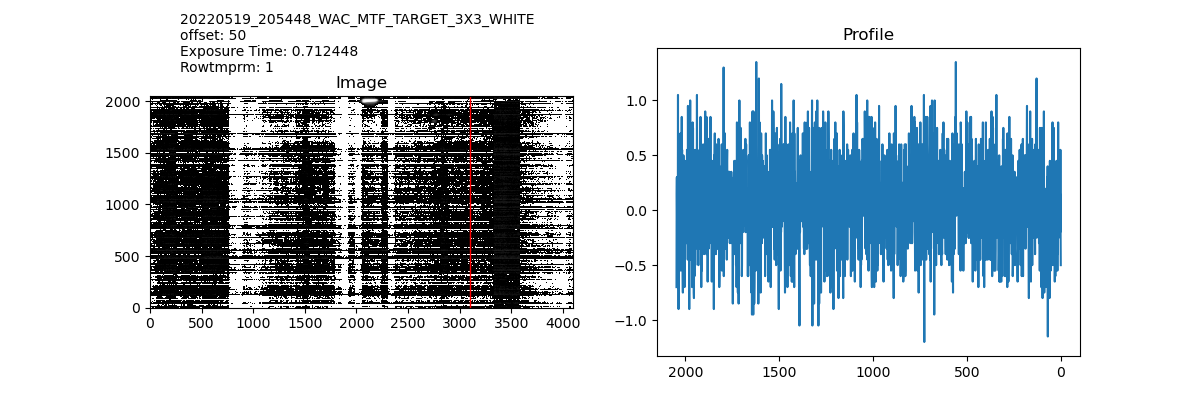 20220519_205448_WAC_MTF_TARGET_3X3_WHITE
offset: 50
Exposure Time: 0.712448
Rowtmprm: 1
Image
2000
1500
1000
500
0
0 500 1000 1500 2000 2500 3000 3500 4000
Profile
1.0
0.5
0.0
−0.5
−1.0
2000 1500 1000 500 0